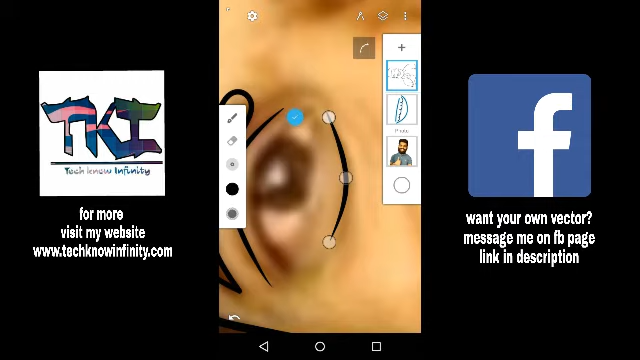 TKI
Tech know Infinity
for more
visit my website
www.techknowinfinity.com
Photo
f
want your own vector?
message me on fb page
link in description